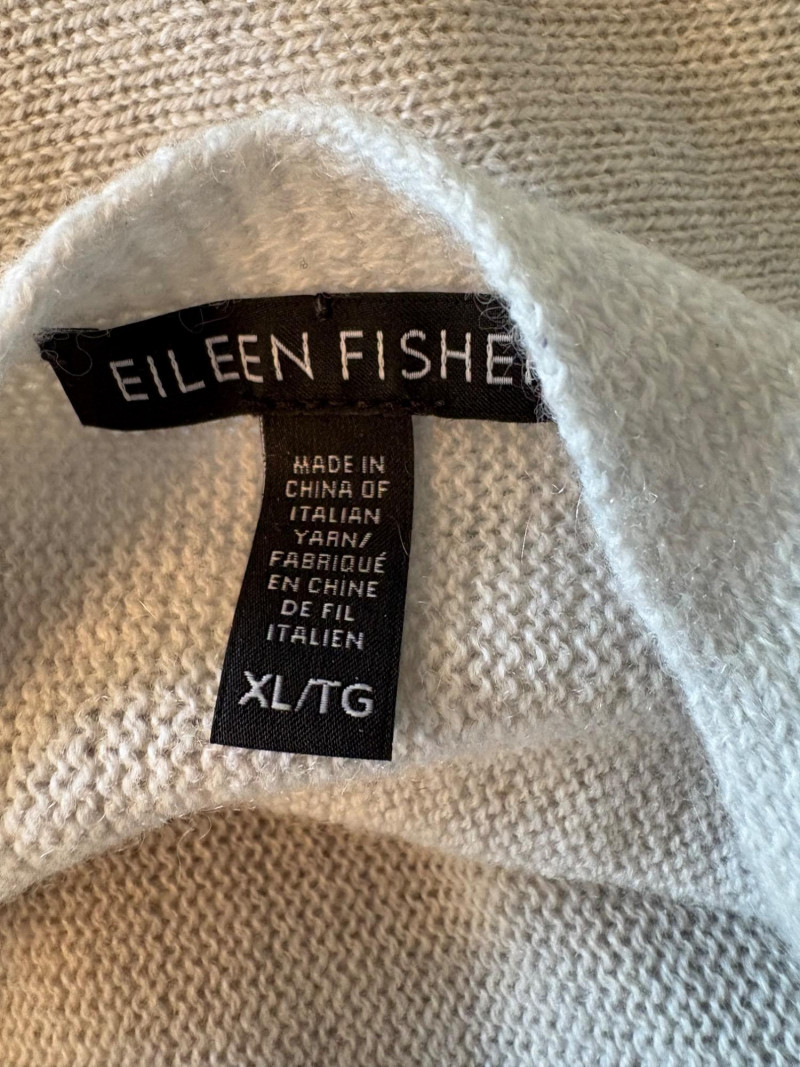 EILEEN FISHE
MADE IN
CHINA OF
ITALIAN
YARN/
FABRIQUÉ
EN CHINE
DE FIL
ITALIEN
XL/TG